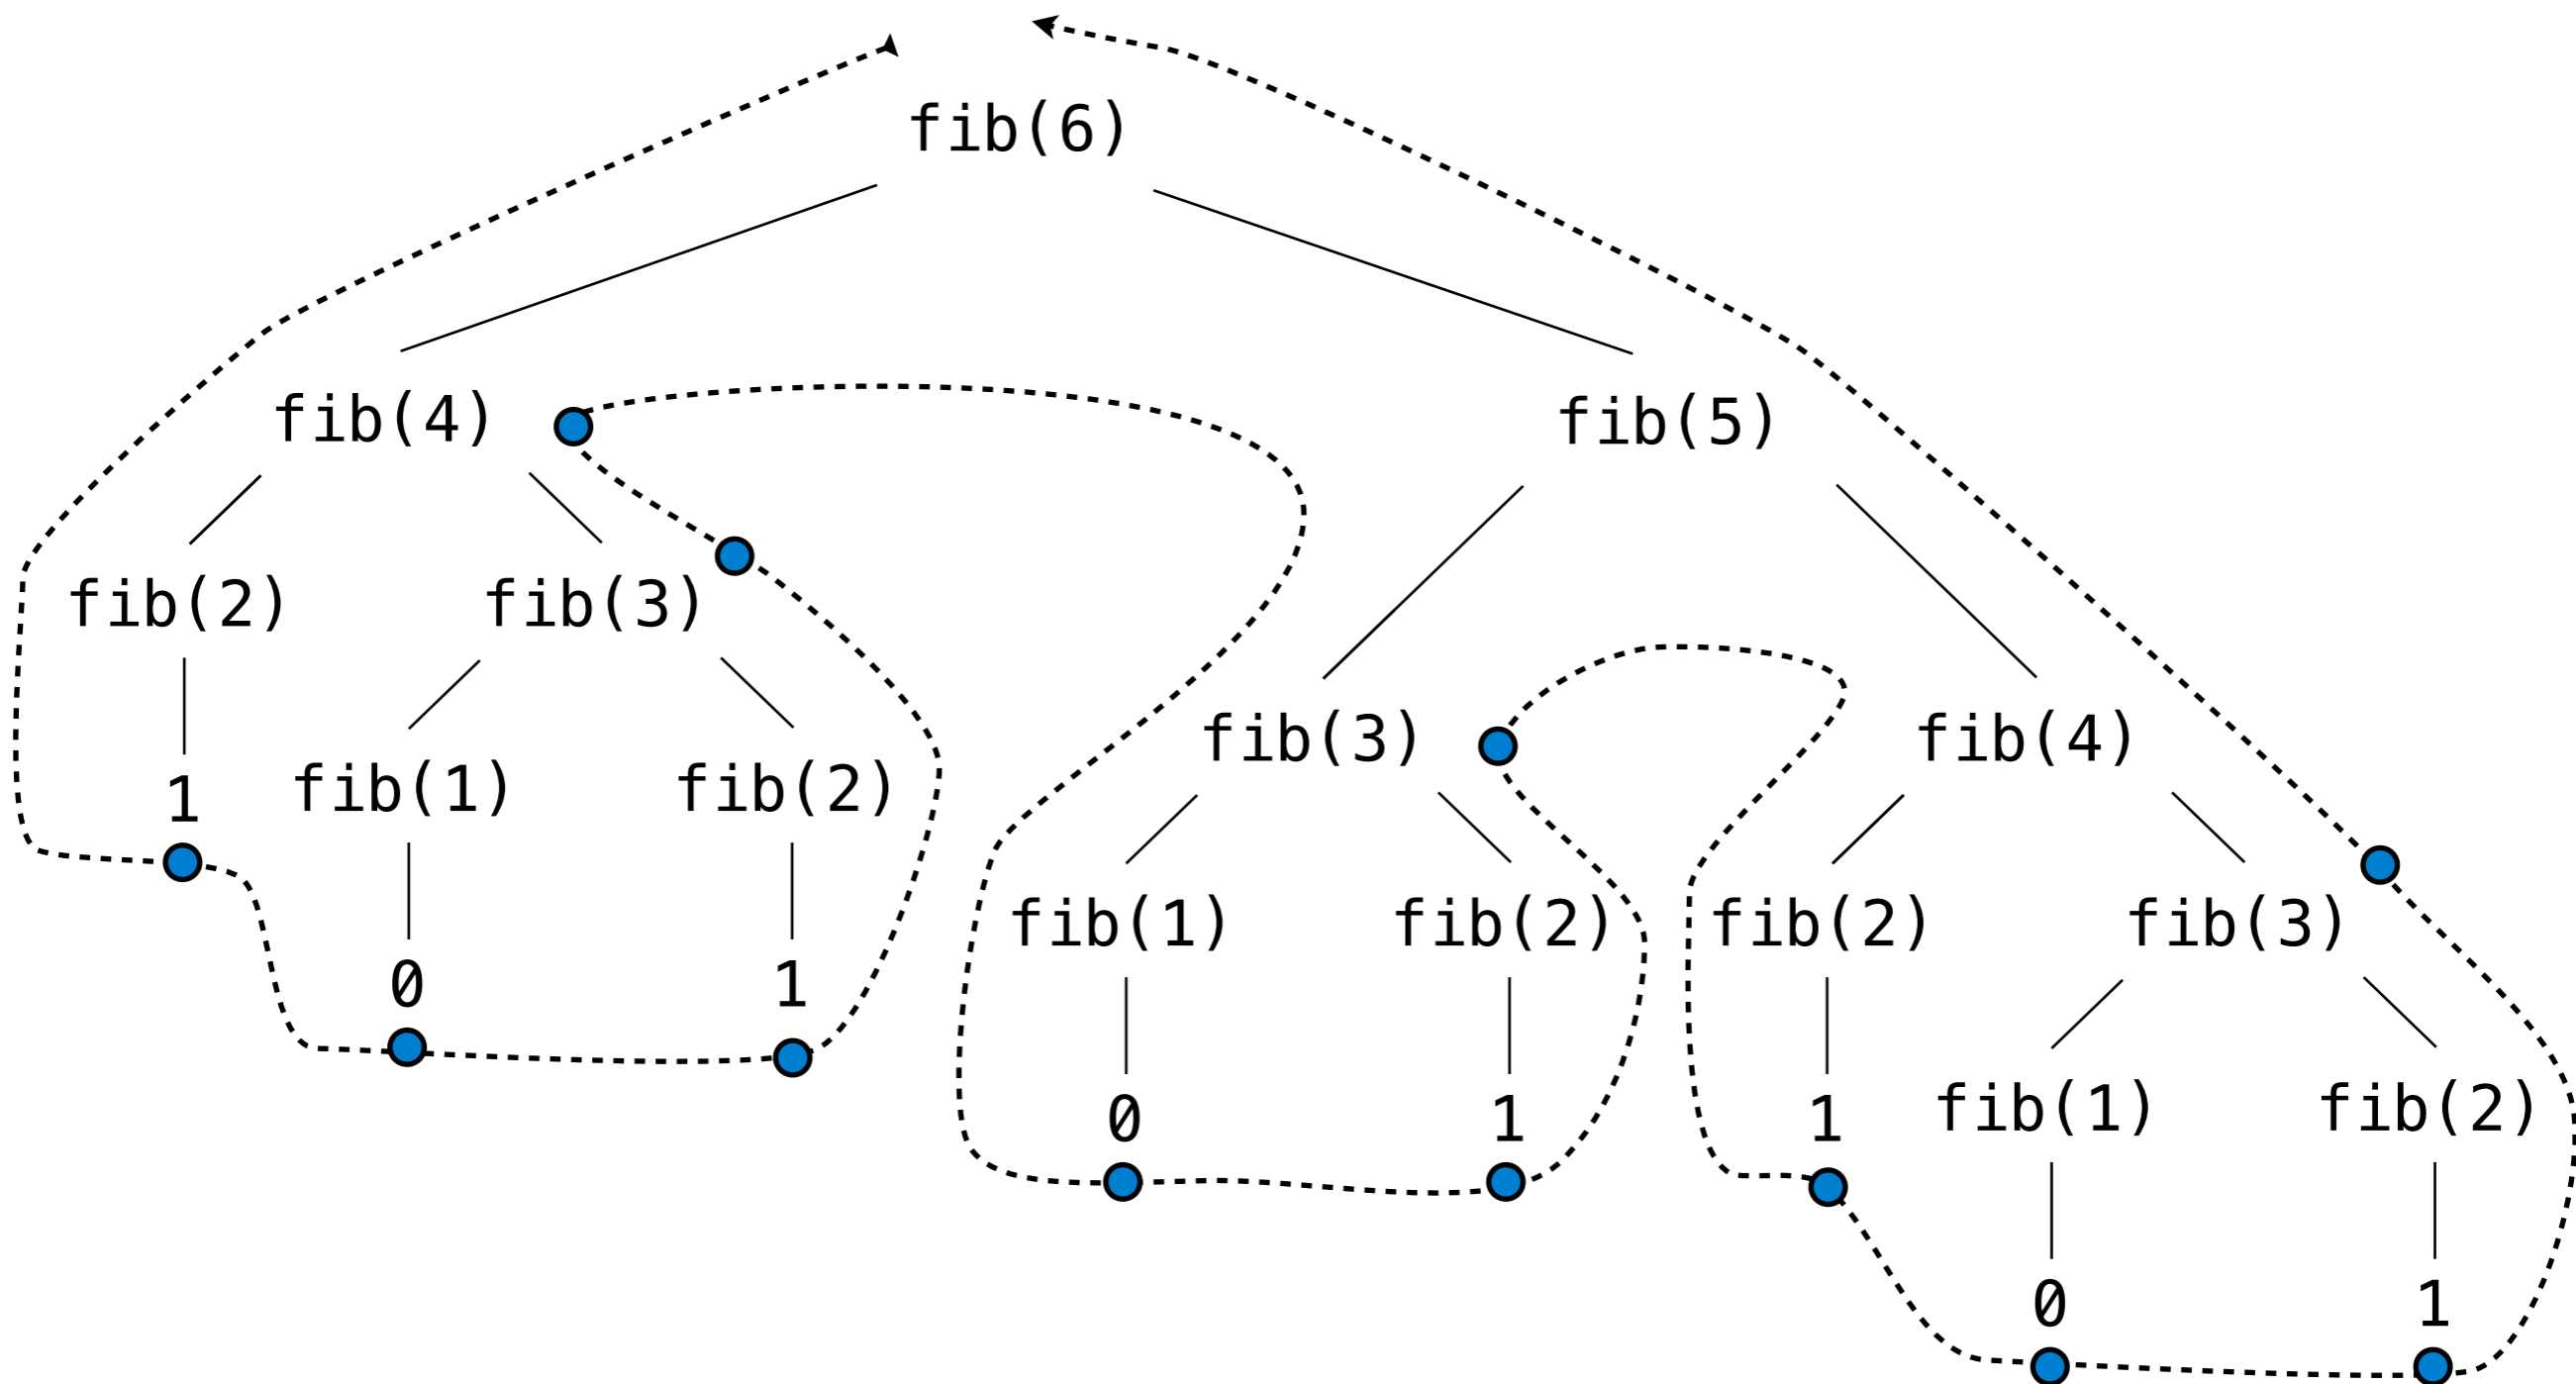 fib(6)
fib(4) fib(5)
fib(2) fib(3)
fib(3) fib(4)
1 fib(1) fib(2)
fib(1) fib(2) fib(2) fib(3)
0 1
0 1 1 fib(1) fib(2)
0 1